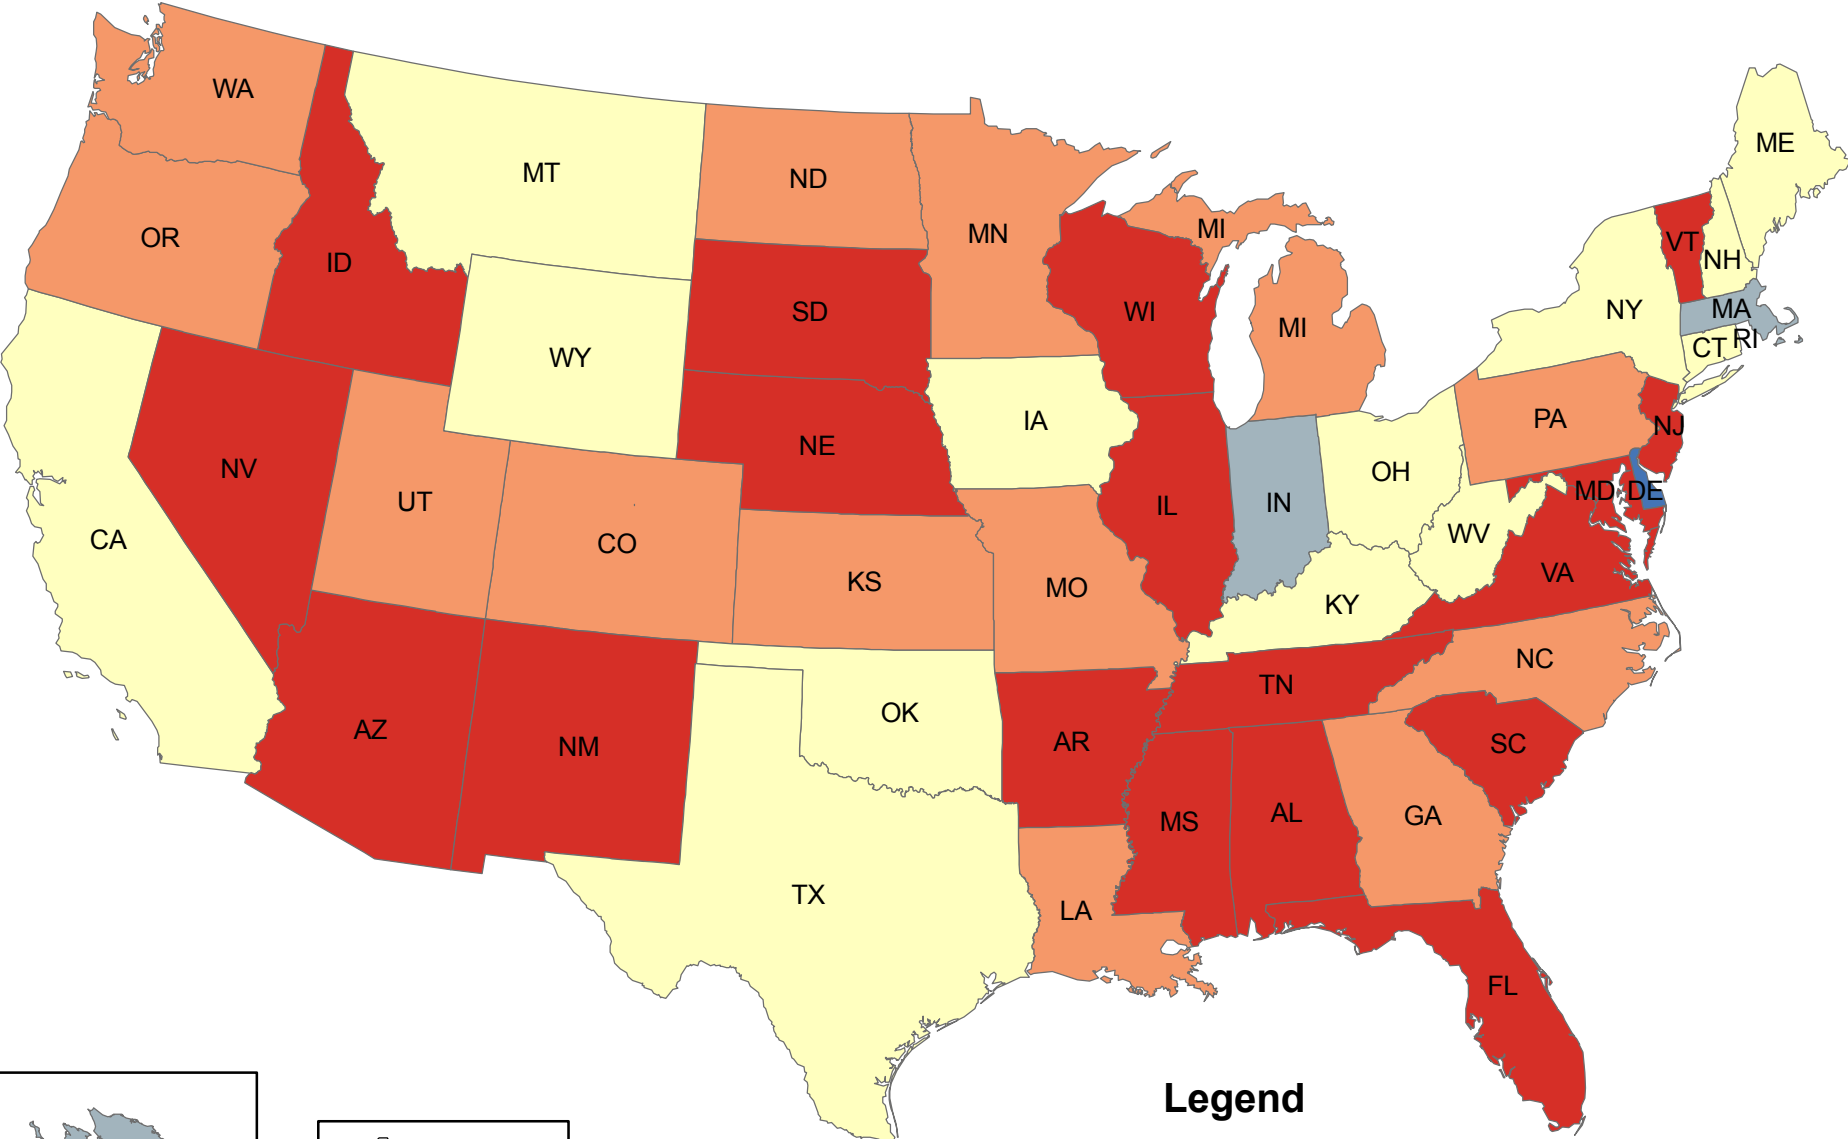 WA
MT
ND
MN
OR
ID
SD
WI
MI
MI
ME
VT
NH
NY
MA
RI
CT
WY
IA
PA
NJ
NE
NV
UT
CO
IL
IN
OH
MD
DE
CA
KS
MO
WV
VA
KY
NC
TN
OK
AZ
NM
AR
SC
MS
AL
GA
TX
LA
FL
Legend